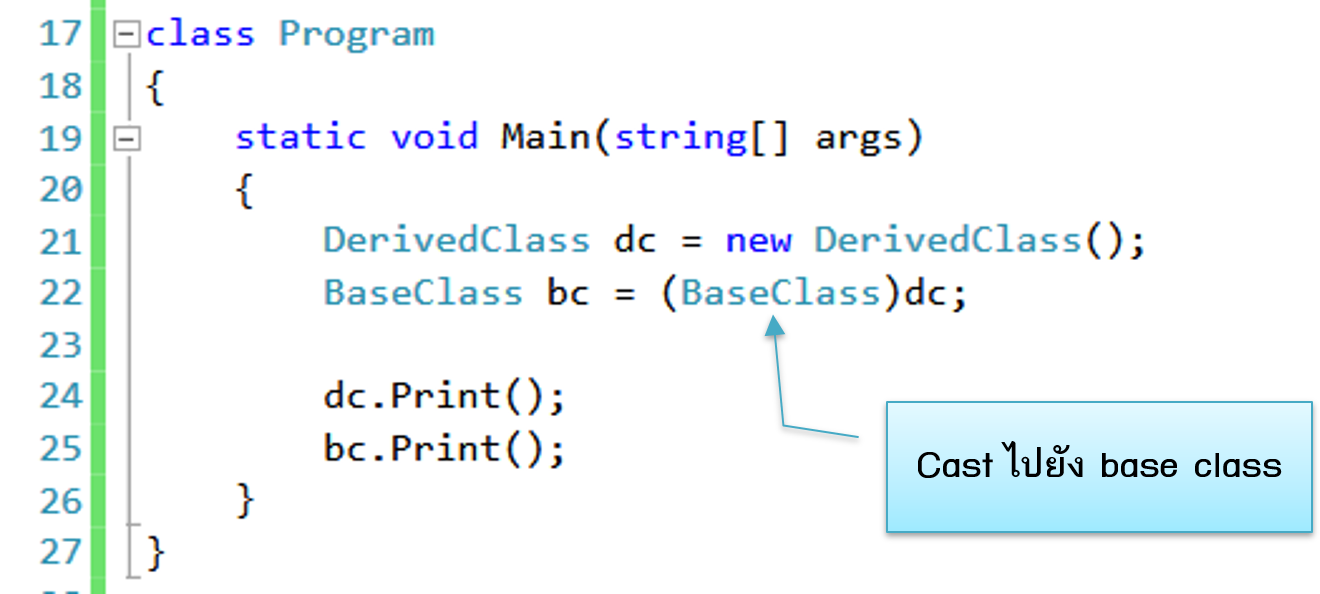 17 class Program
18 {
19 static void Main(string[] args)
20 {
21 DerivedClass dc = new DerivedClass();
22 BaseClass bc = (BaseClass)dc;
23
24 dc.Print();
25 bc.Print();
26 }
27 }
Cast ไปยัง base class